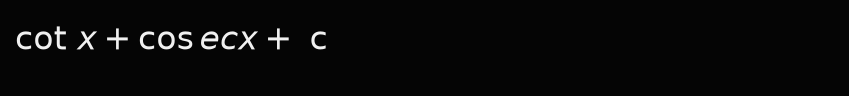 cot x + cos ecx + c